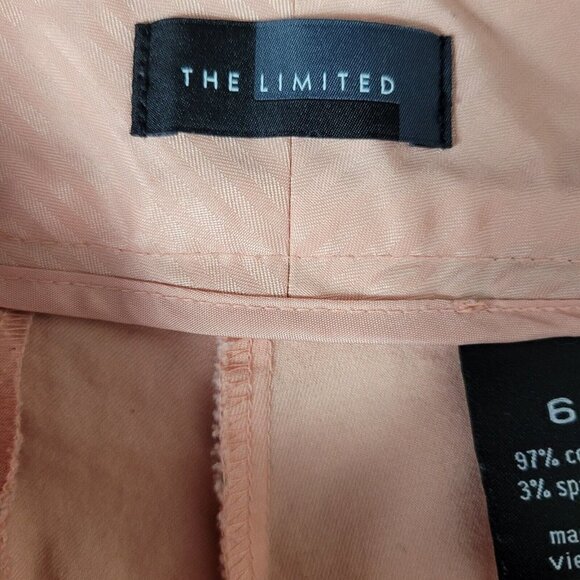 THE LIMITED
6
97% co
3% sp
ma
vie